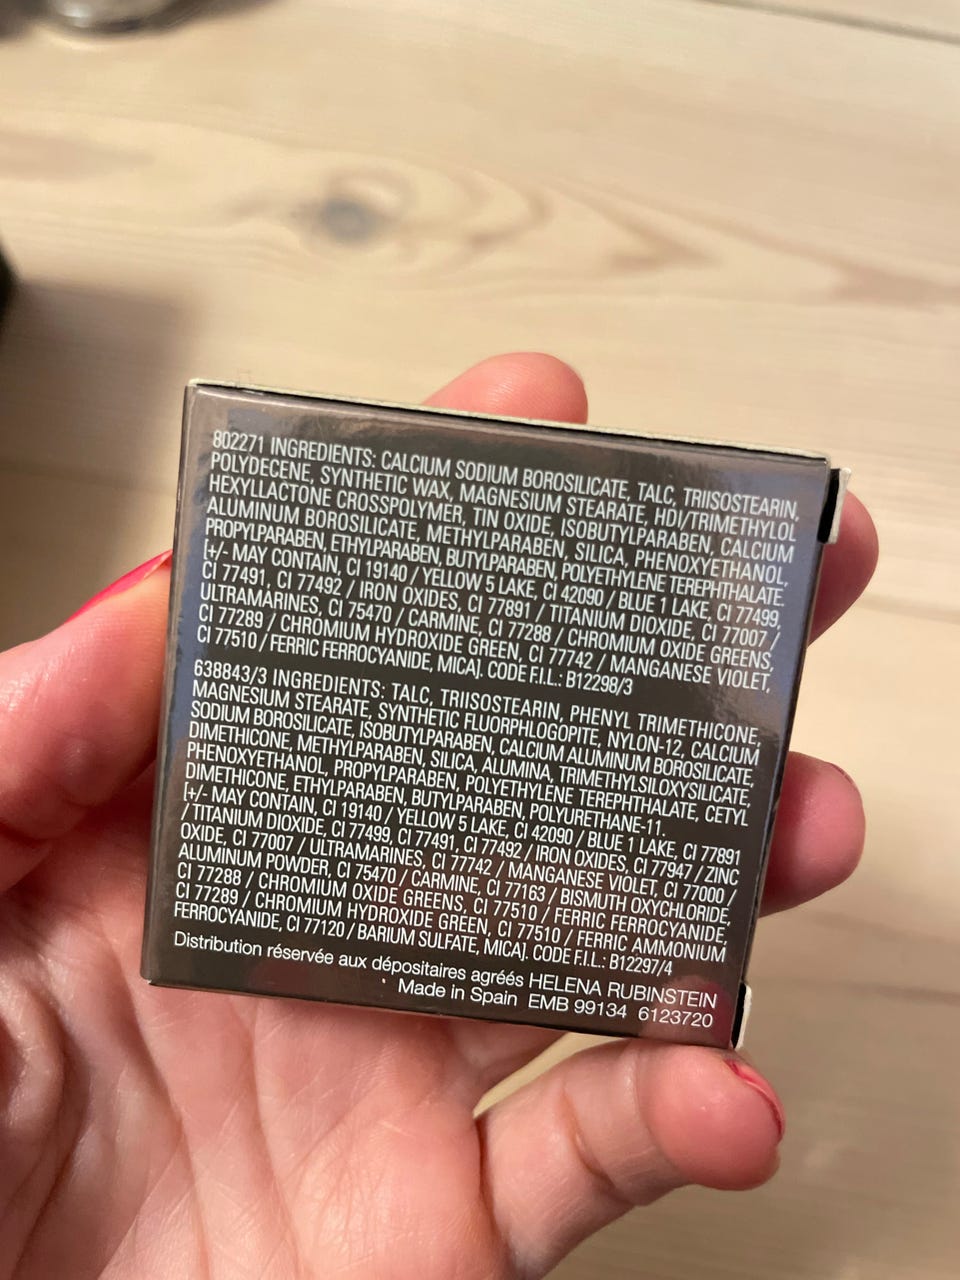 802271 INGREDIENTS: CALCIUM SODIUM BOROSILICATE, TALC, TRIISOSTEARIN,
POLYDECENE, SYNTHETIC WAX, MAGNESIUM STEARATE, HDI/TRIMETHYLOL
HEXYLLACTONE CROSSPOLYMER, TIN OXIDE, ISOBUTYLPARABEN, CALCIUM
ALUMINUM BOROSILICATE, METHYLPARABEN, SILICA, PHENOXYETHANOL,
PROPYLPARABEN, ETHYLPARABEN, BUTYLPARABEN, POLYETHYLENE TEREPHTHALATE.
[+/- MAY CONTAIN, CI 19140 / YELLOW 5 LAKE, CI 42090 / BLUE 1 LAKE, CI 77499,
CI 77491, CI 77492 / IRON OXIDES, CI 77891 / TITANIUM DIOXIDE, CI 77007 /
ULTRAMARINES, CI 75470 / CARMINE, CI 77288 / CHROMIUM OXIDE GREENS,
CI 77289 / CHROMIUM HYDROXIDE GREEN, CI 77742 / MANGANESE VIOLET,
CI 77510 / FERRIC FERROCYANIDE, MICA]. CODE F.I.L.: B12298/3
638843/3 INGREDIENTS: TALC, TRIISOSTEARIN, PHENYL TRIMETHICONE,
MAGNESIUM STEARATE, SYNTHETIC FLUORPHLOGOPITE, NYLON-12, CALCIUM
SODIUM BOROSILICATE, ISOBUTYLPARABEN, CALCIUM ALUMINUM BOROSILICATE,
DIMETHICONE, METHYLPARABEN, SILICA, ALUMINA, TRIMETHYLSILOXYSILICATE,
PHENOXYETHANOL, PROPYLPARABEN, POLYETHYLENE TEREPHTHALATE, CETYL
DIMETHICONE, ETHYLPARABEN, BUTYLPARABEN, POLYURETHANE-11.
[+/- MAY CONTAIN, CI 19140 / YELLOW 5 LAKE, CI 42090 / BLUE 1 LAKE, CI 77891
/ TITANIUM DIOXIDE, CI 77499, CI 77491, CI 77492 / IRON OXIDES, CI 77947 / ZINC
OXIDE, CI 77007 / ULTRAMARINES, CI 77742 / MANGANESE VIOLET, CI 77000 /
ALUMINUM POWDER, CI 75470 / CARMINE, CI 77163 / BISMUTH OXYCHLORIDE,
CI 77288 / CHROMIUM OXIDE GREENS, CI 77510 / FERRIC FERROCYANIDE,
CI 77289 / CHROMIUM HYDROXIDE GREEN, CI 77510 / FERRIC AMMONIUM
FERROCYANIDE, CI 77120 / BARIUM SULFATE, MICA]. CODE F.I.L.: B12297/4
Distribution réservée aux dépositaires agréés HELENA RUBINSTEIN
Made in Spain EMB 99134 6123720